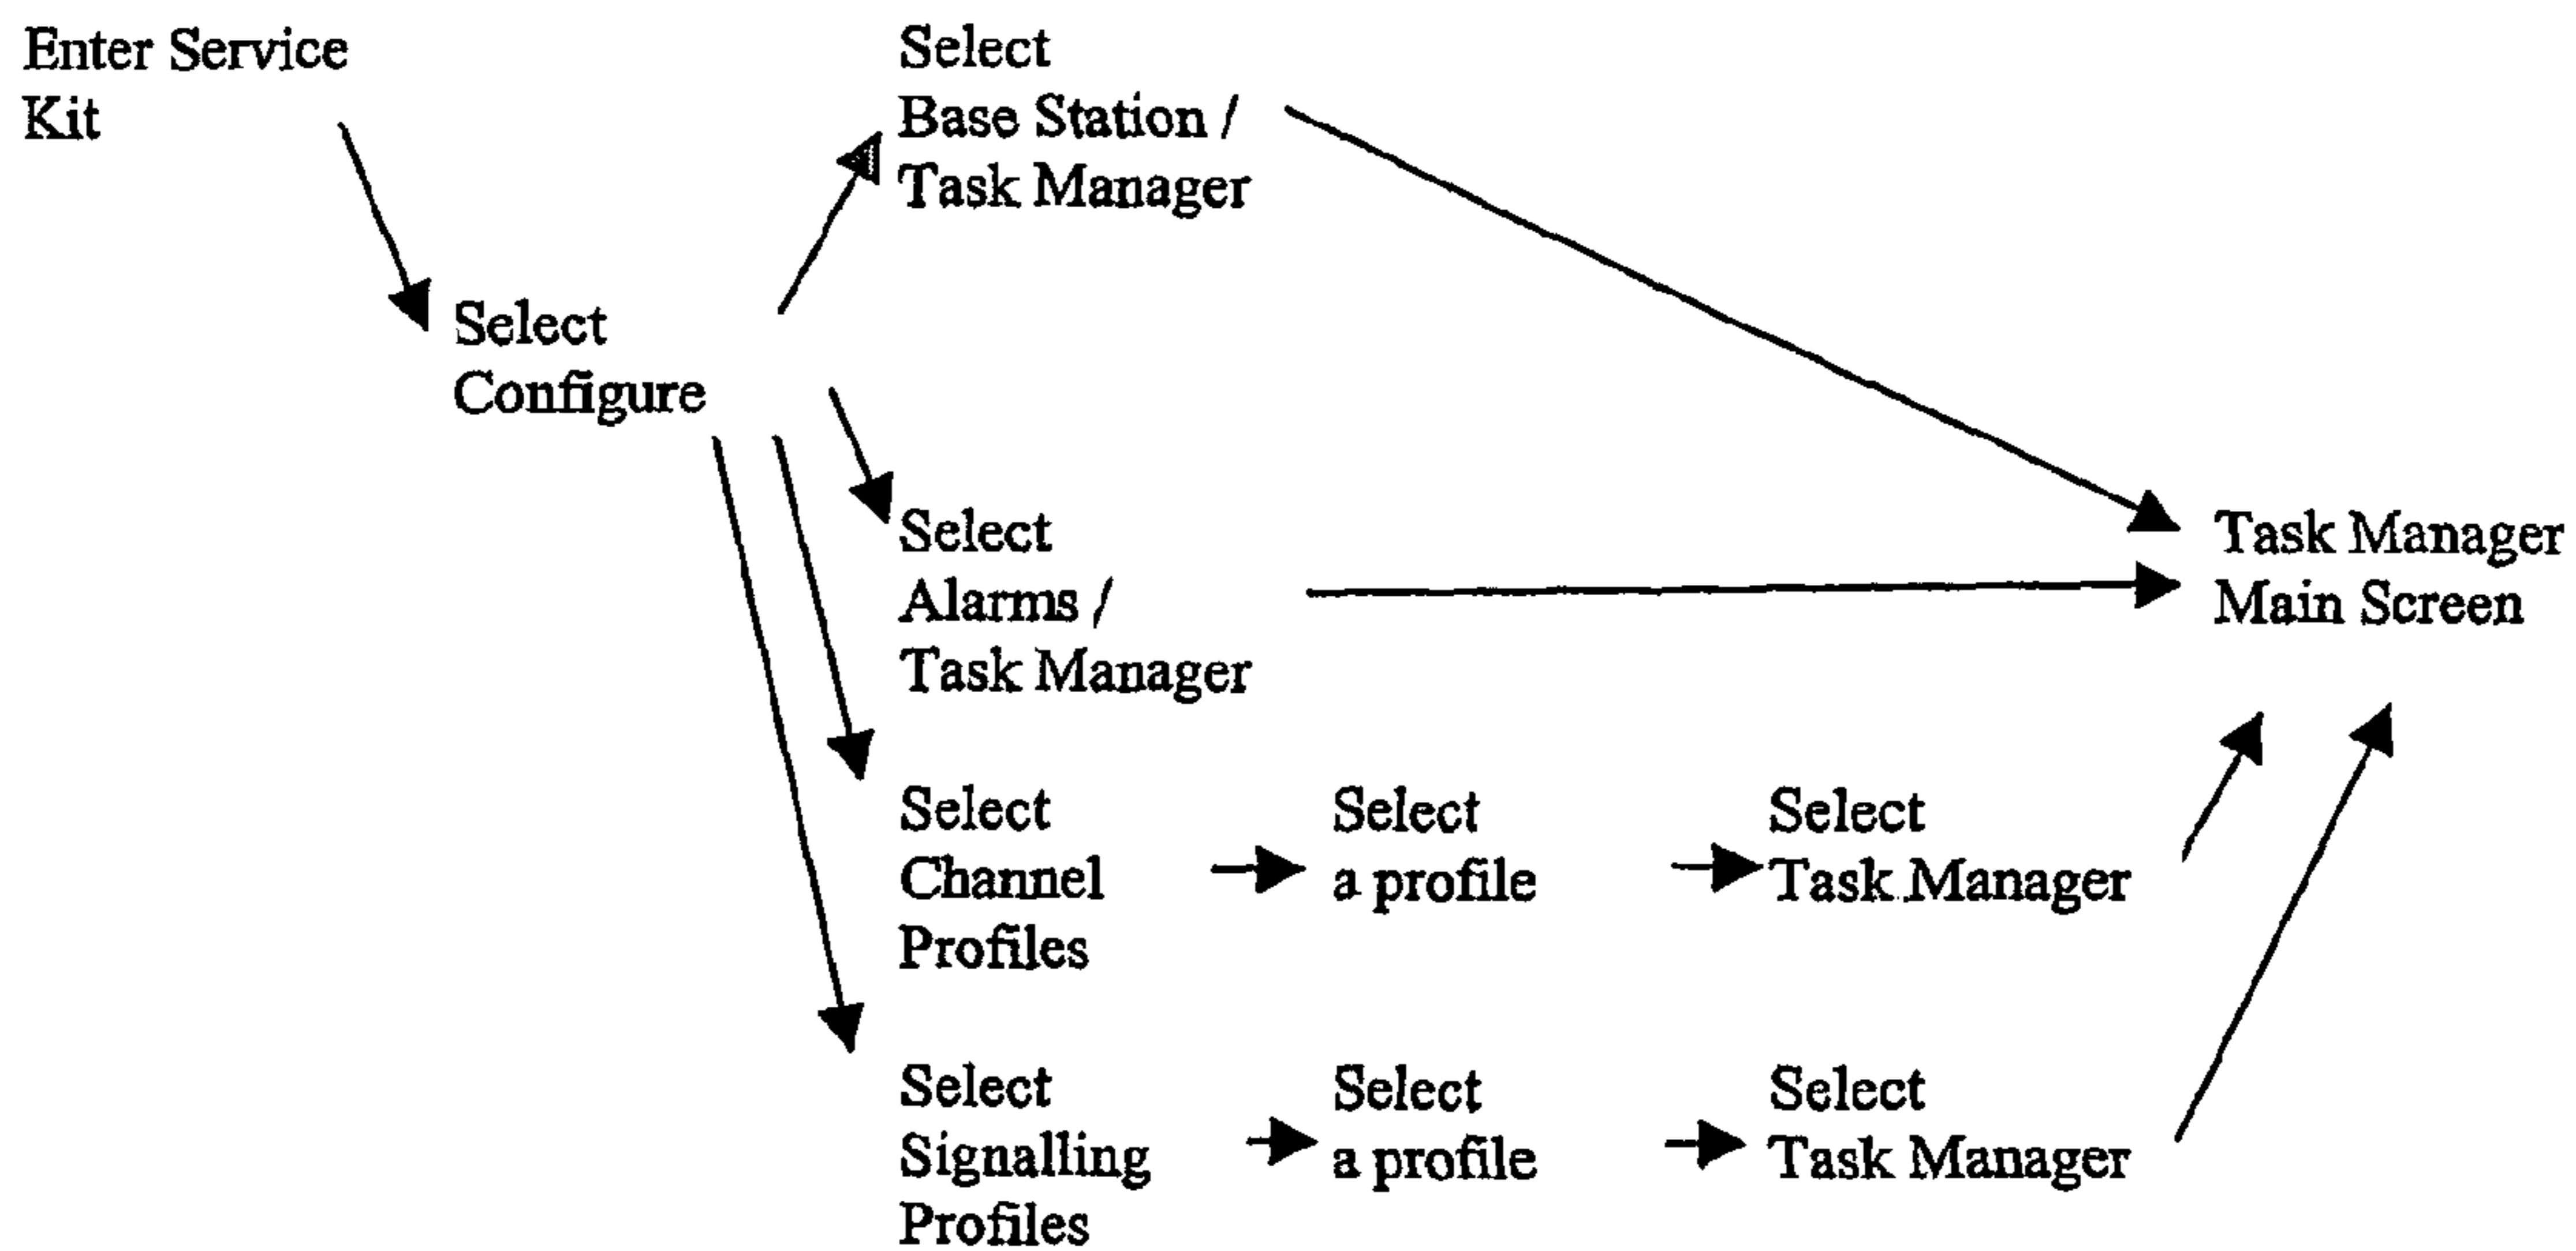 Enter Service
Kit
Select
Configure
Select
Base Station /
Task Manager
Select
Alarms /
Task Manager
Select
Channel
Profiles
Select
a profile
Select
Task Manager
Select
Signalling
Profiles
Select
a profile
Select
Task Manager
Task Manager
Main Screen